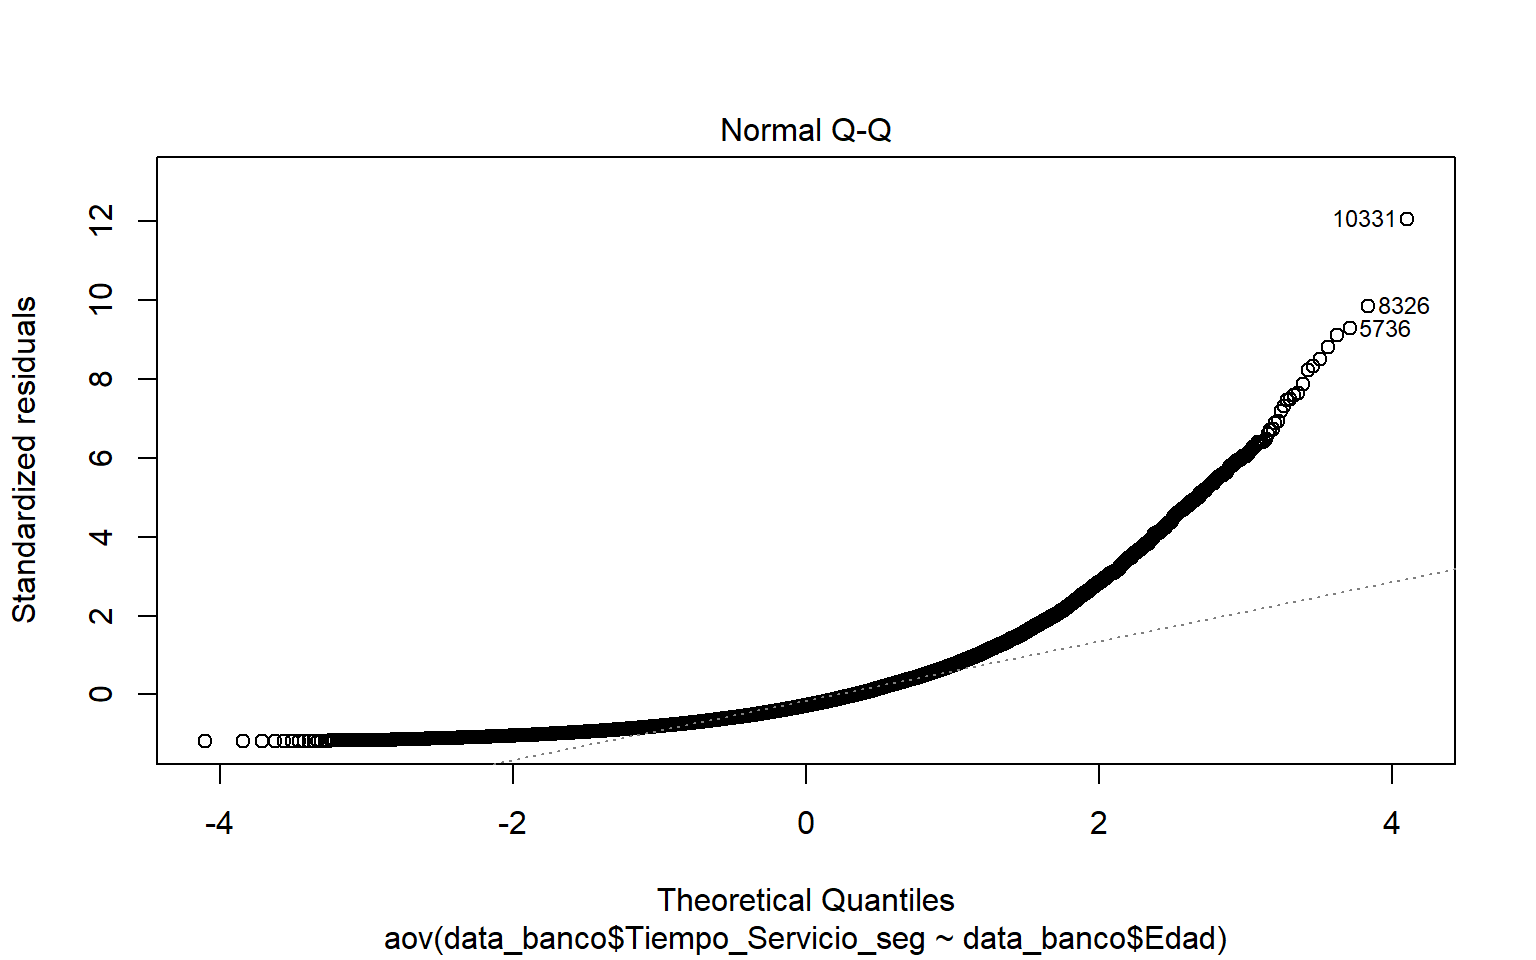 Normal Q-Q
Standardized residuals
12
10
8
6
4
2
0
10331
8326
5736
-4 -2 0 2 4
Theoretical Quantiles
aov(data_banco$Tiempo_Servicio_seg ~ data_banco$Edad)